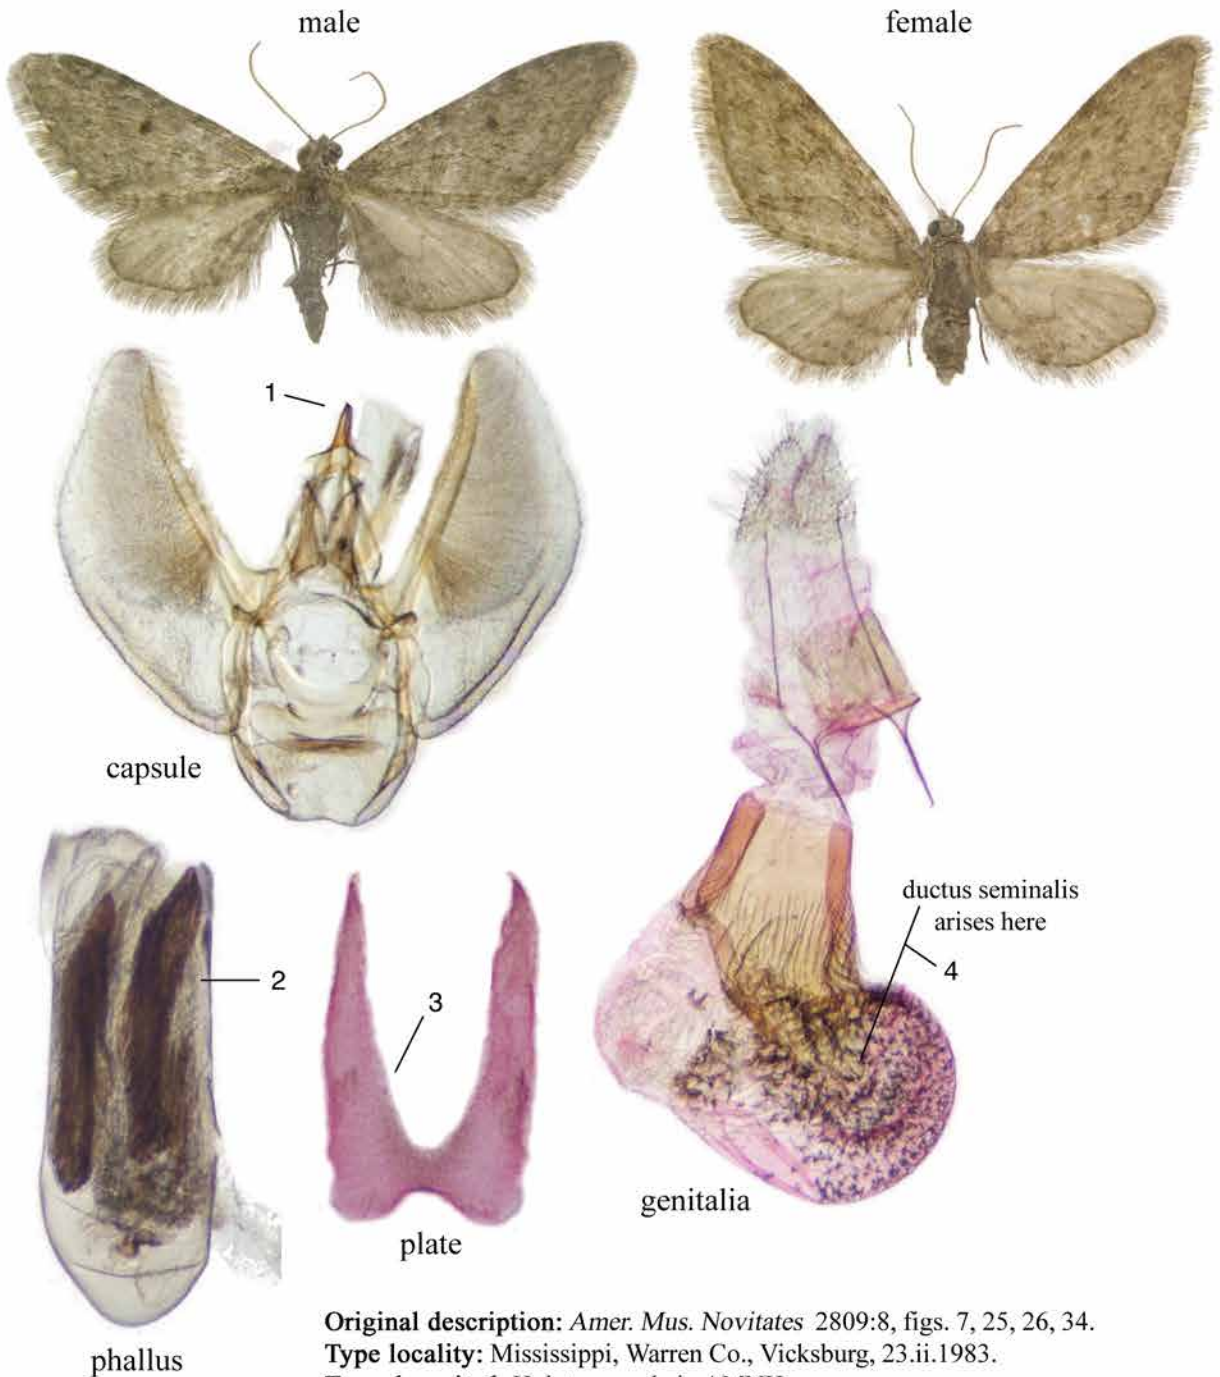 male
female
1
capsule
ductus seminalis
arises here
4
2
3
genitalia
plate
phallus
Original description: Amer. Mus. Novitates 2809:8, figs. 7, 25, 26, 34.
Type locality: Mississippi, Warren Co., Vicksburg, 23.ii.1983.